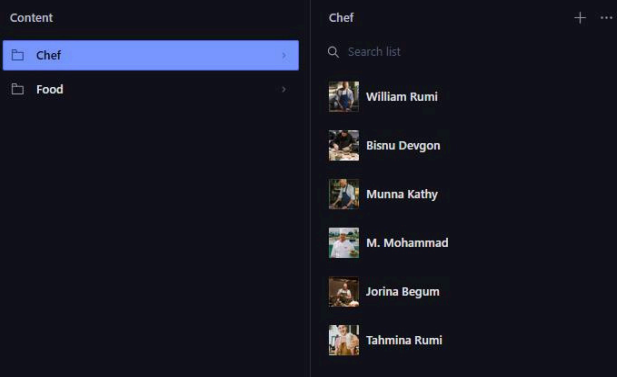 Content
Chef
Food
Chef
Search list
William Rumi
Bisnu Devgon
Munna Kathy
M. Mohammad
Jorina Begum
Tahmina Rumi